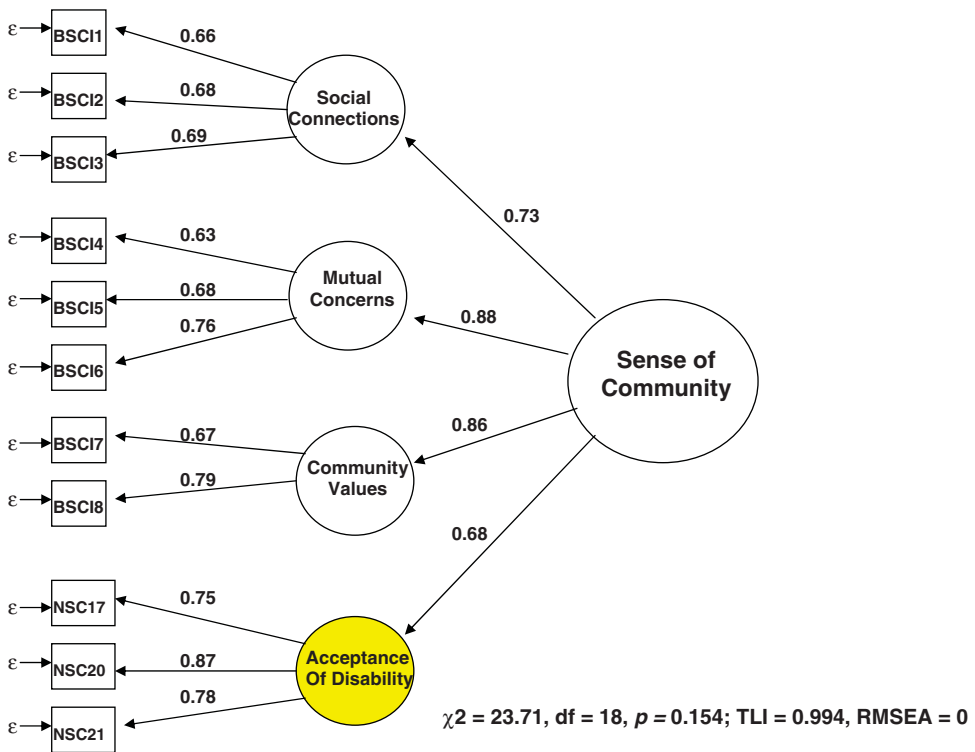 ε
BSCI1
0.66
ε
BSCI2
0.68
ε
BSCI3
0.69
Social
Connections
0.73
ε
BSCI4
0.63
ε
BSCI5
0.68
ε
BSCI6
0.76
Mutual
Concerns
0.88
Sense of
Community
ε
BSCI7
0.67
ε
BSCI8
0.79
Community
Values
0.86
0.68
ε
NSC17
0.75
ε
NSC20
0.87
ε
NSC21
0.78
Acceptance
Of Disability
χ2 = 23.71, df = 18, p = 0.154; TLI = 0.994, RMSEA = 0